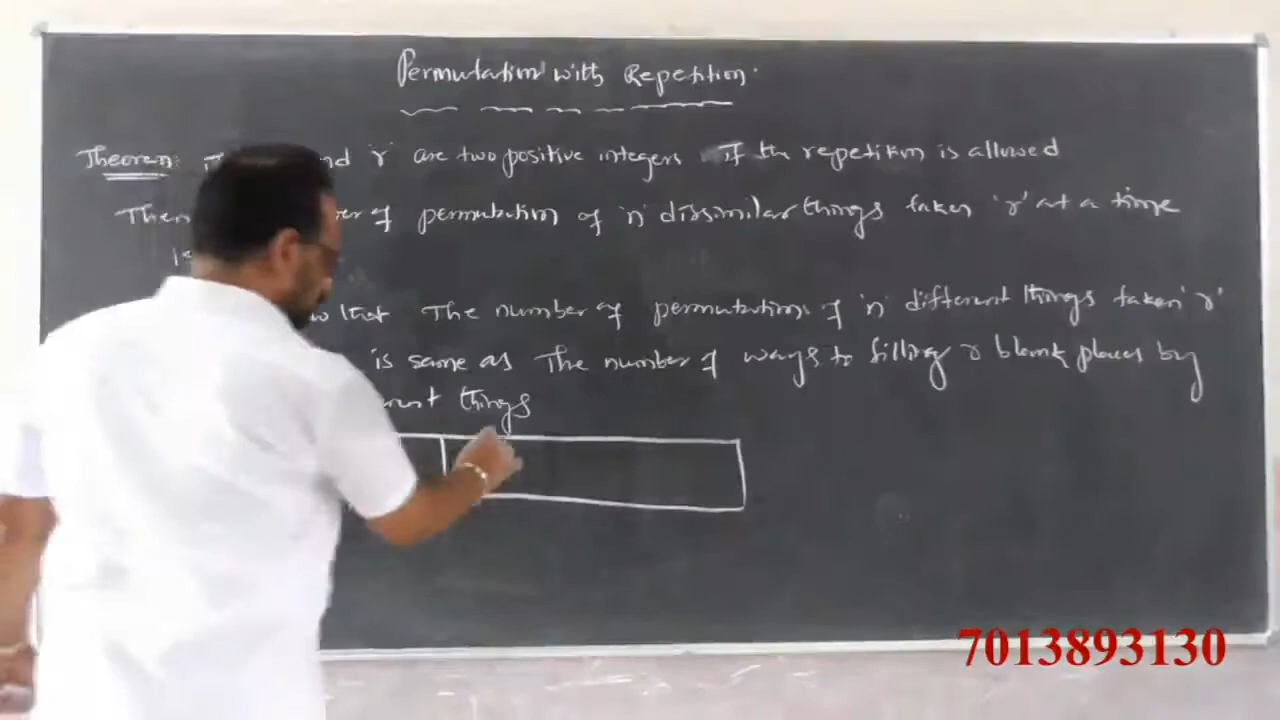 Permutation with Repetition.
Theorem: and 'r' are two positive integers If the repetition is allowed
Then of permutation of 'n' dissimilar things taken 'r' at a time
is
that The number of permutations of 'n' different things taken 'r'
is same as The number of ways to filling r blank places by
things
7013893130